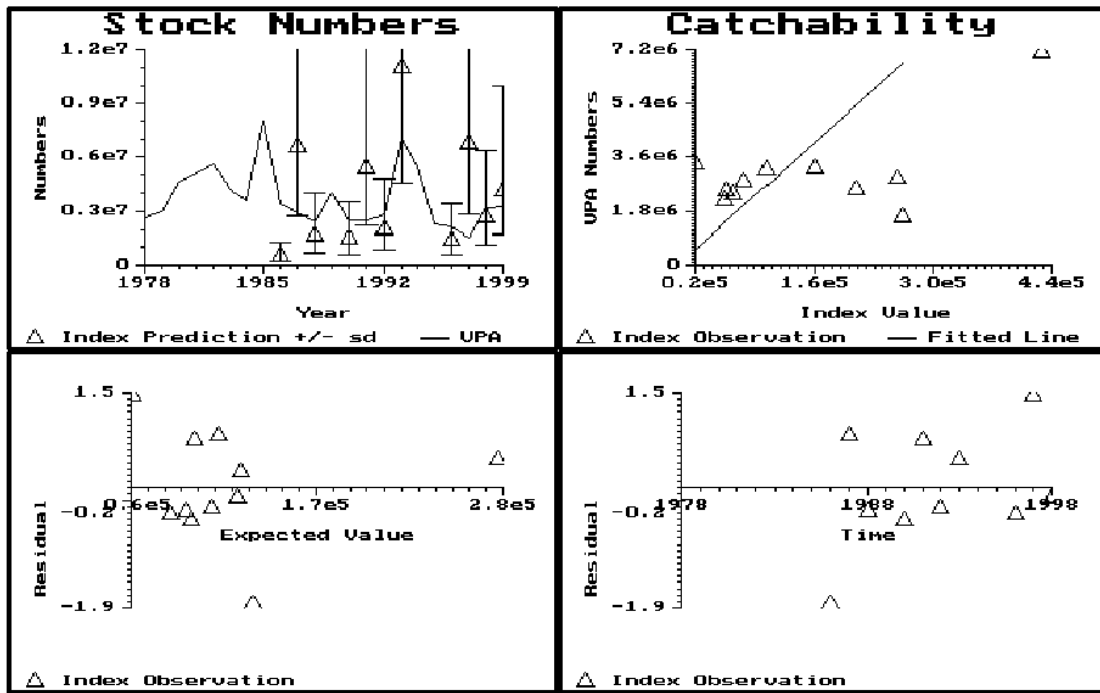 Stock Numbers
1.2e7
0.9e7
0.6e7
0.3e7
0
Numbers
1978 1985 1992 1999
Year
Index Prediction +/- sd VPA
Catchability
7.2e6
5.4e6
3.6e6
1.8e6
0
VPA Numbers
0.2e5 1.6e5 3.0e5 4.4e5
Index Value
Index Observation Fitted Line
1.5
-0.2
-1.9
Residual
0.6e5 1.7e5 2.8e5
Expected Value
Index Observation
1.5
-0.2
-1.9
Residual
1978 1988 1998
Time
Index Observation